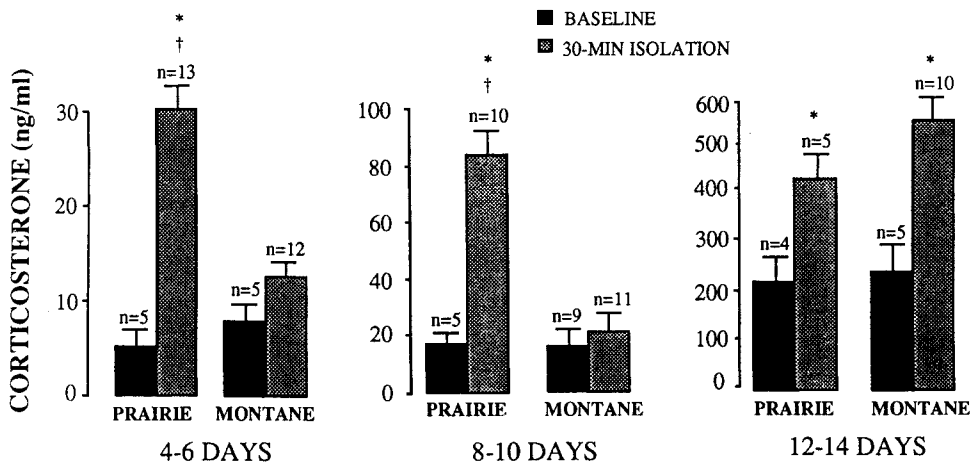 BASELINE
30-MIN ISOLATION
CORTICOSTERONE (ng/ml)
30
20
10
0
*
†
n=13
n=5
n=5
n=12
PRAIRIE MONTANE
4-6 DAYS
100
80
60
40
20
0
*
†
n=10
n=5
n=9
n=11
PRAIRIE MONTANE
8-10 DAYS
600
500
400
300
200
100
0
*
n=5
n=4
*
n=10
n=5
PRAIRIE MONTANE
12-14 DAYS